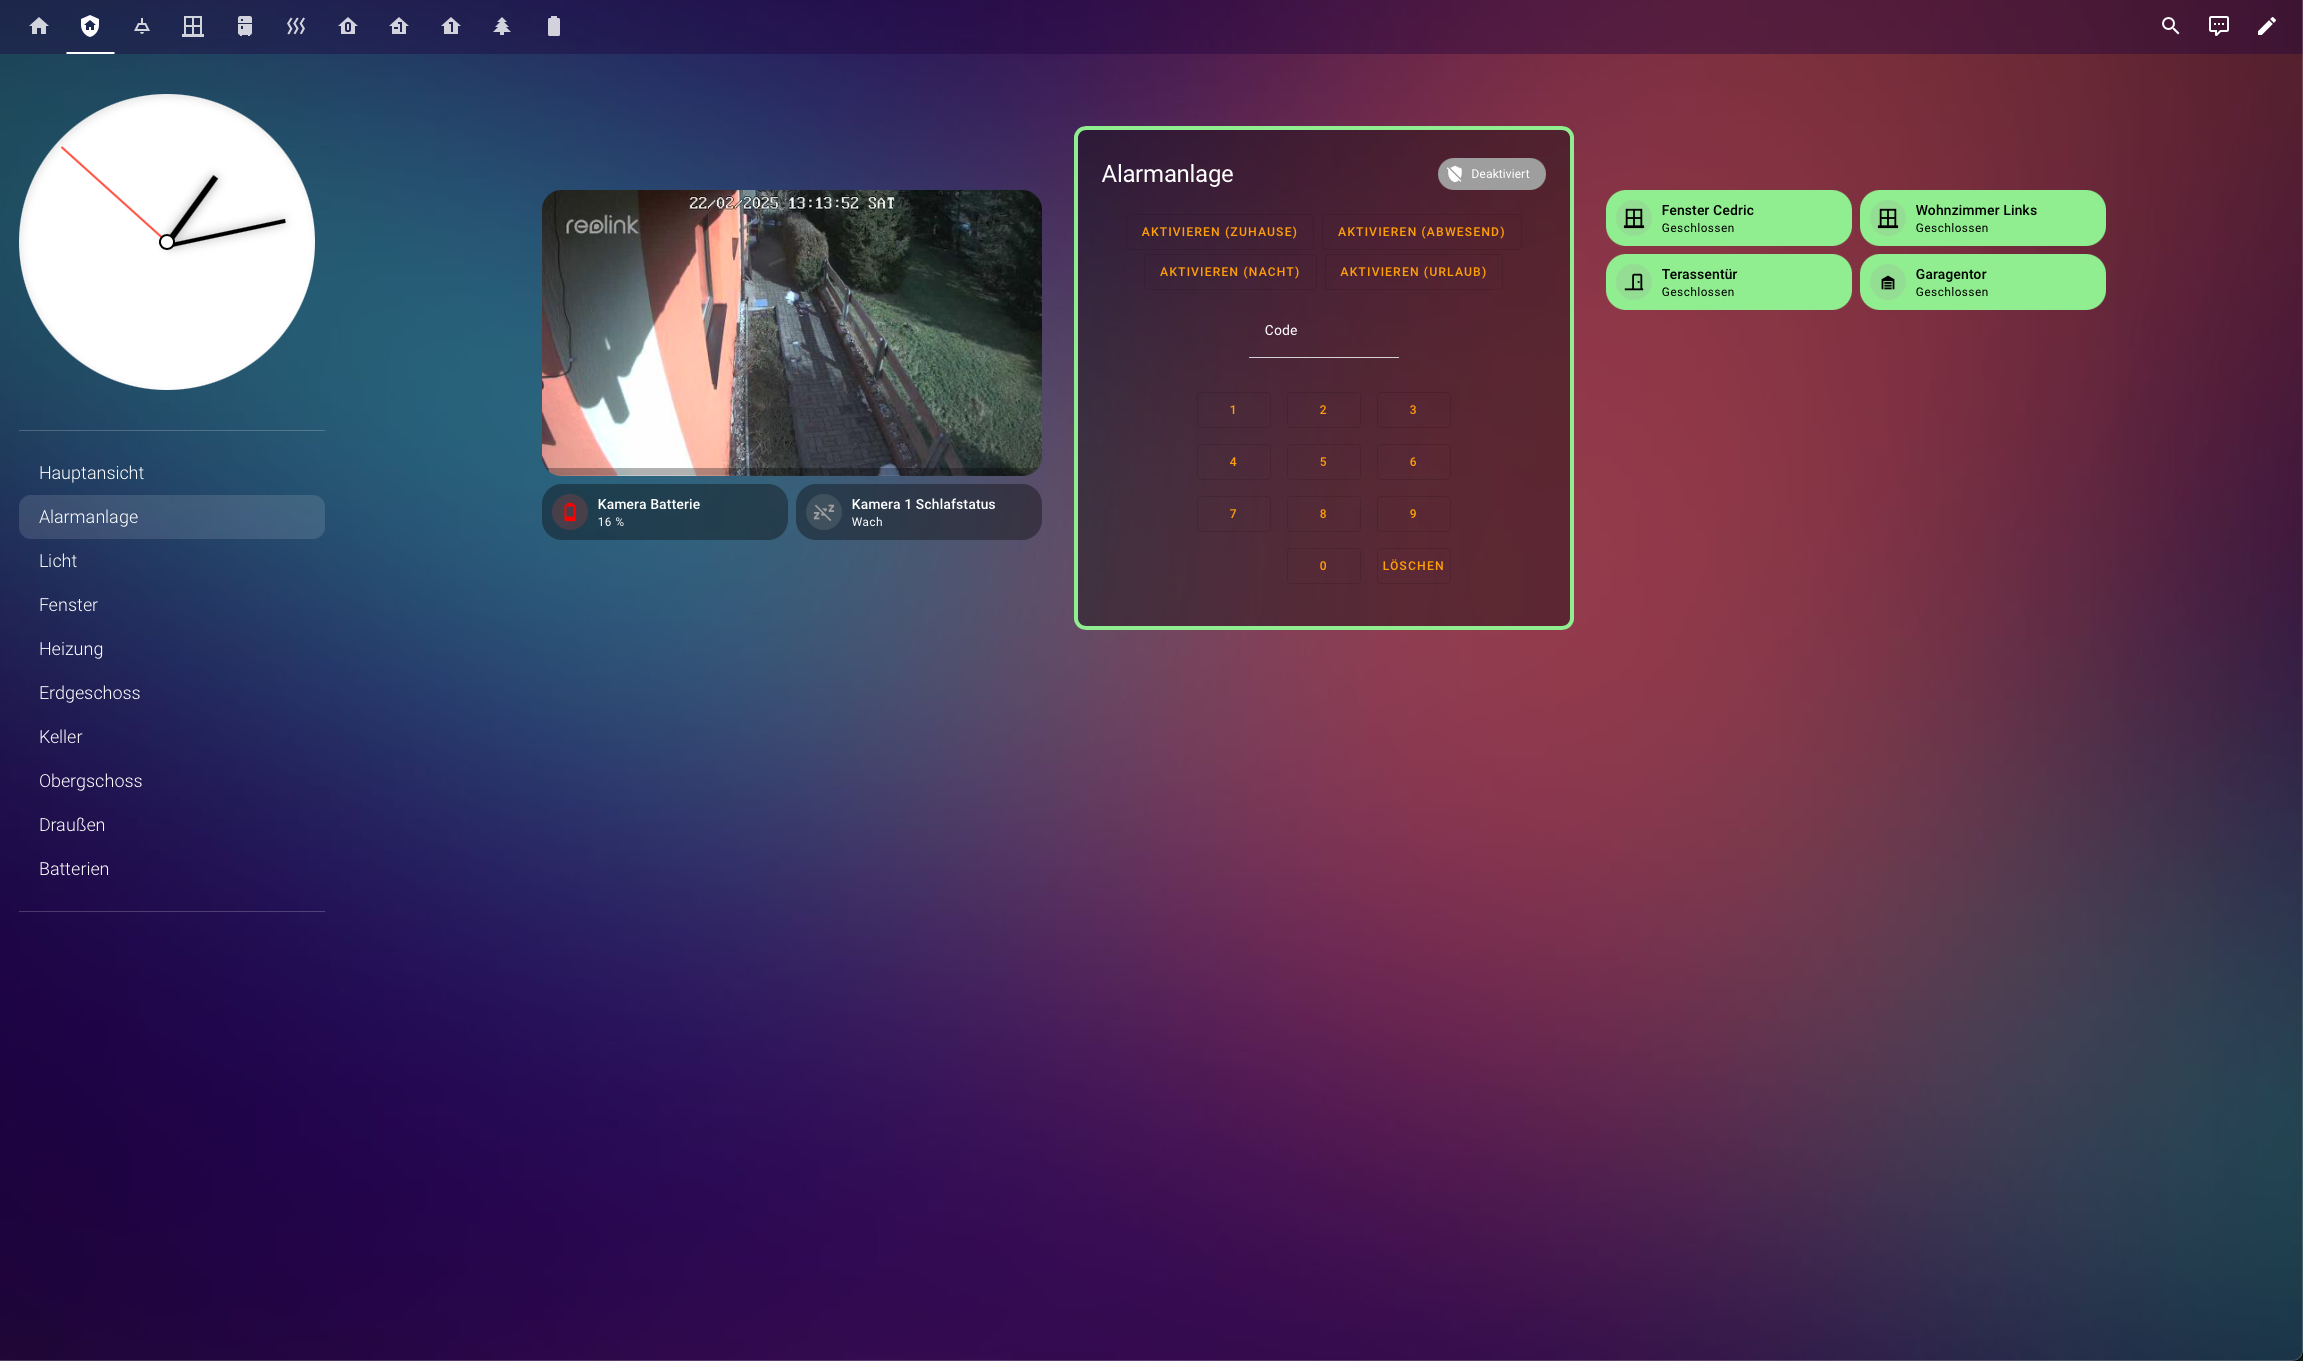 Hauptansicht
Alarmanlage
Licht
Fenster
Heizung
Erdgeschoss
Keller
Obergschoss
Draußen
Batterien
22/02/2025 13:13:52 SAT
reolink
Kamera Batterie
16 %
Kamera 1 Schlafstatus
Wach
Alarmanlage
Deaktiviert
AKTIVIEREN (ZUHAUSE)
AKTIVIEREN (ABWESEND)
AKTIVIEREN (NACHT)
AKTIVIEREN (URLAUB)
Code
1 2 3
4 5 6
7 8 9
0 LÖSCHEN
Fenster Cedric
Geschlossen
Wohnzimmer Links
Geschlossen
Terassentür
Geschlossen
Garagentor
Geschlossen